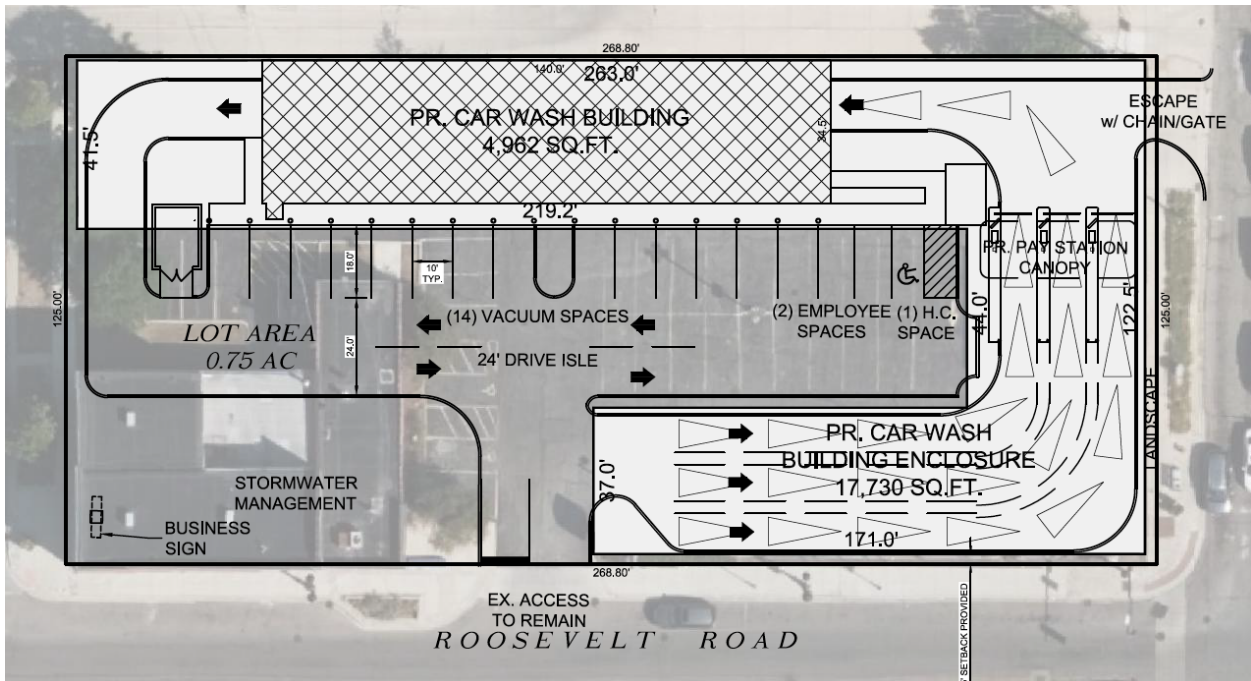 268.80'
140.0'
263.0'
PR. CAR WASH BUILDING
4,962 SQ.FT.
34.5'
ESCAPE
w/ CHAIN/GATE
41.5'
219.2'
PR. PAY STATION
CANOPY
18.0'
10'
TYP.
125.00'
LOT AREA
0.75 AC
24.0'
(14) VACUUM SPACES
24' DRIVE ISLE
(2) EMPLOYEE
SPACES
(1) H.C.
SPACE
44.0'
122.5'
125.00'
LANDSCAPE
PR. CAR WASH
BUILDING ENCLOSURE
17,730 SQ.FT.
37.0'
171.0'
STORMWATER
MANAGEMENT
BUSINESS
SIGN
268.80'
EX. ACCESS
TO REMAIN
ROOSEVELT ROAD
' SETBACK PROVIDED